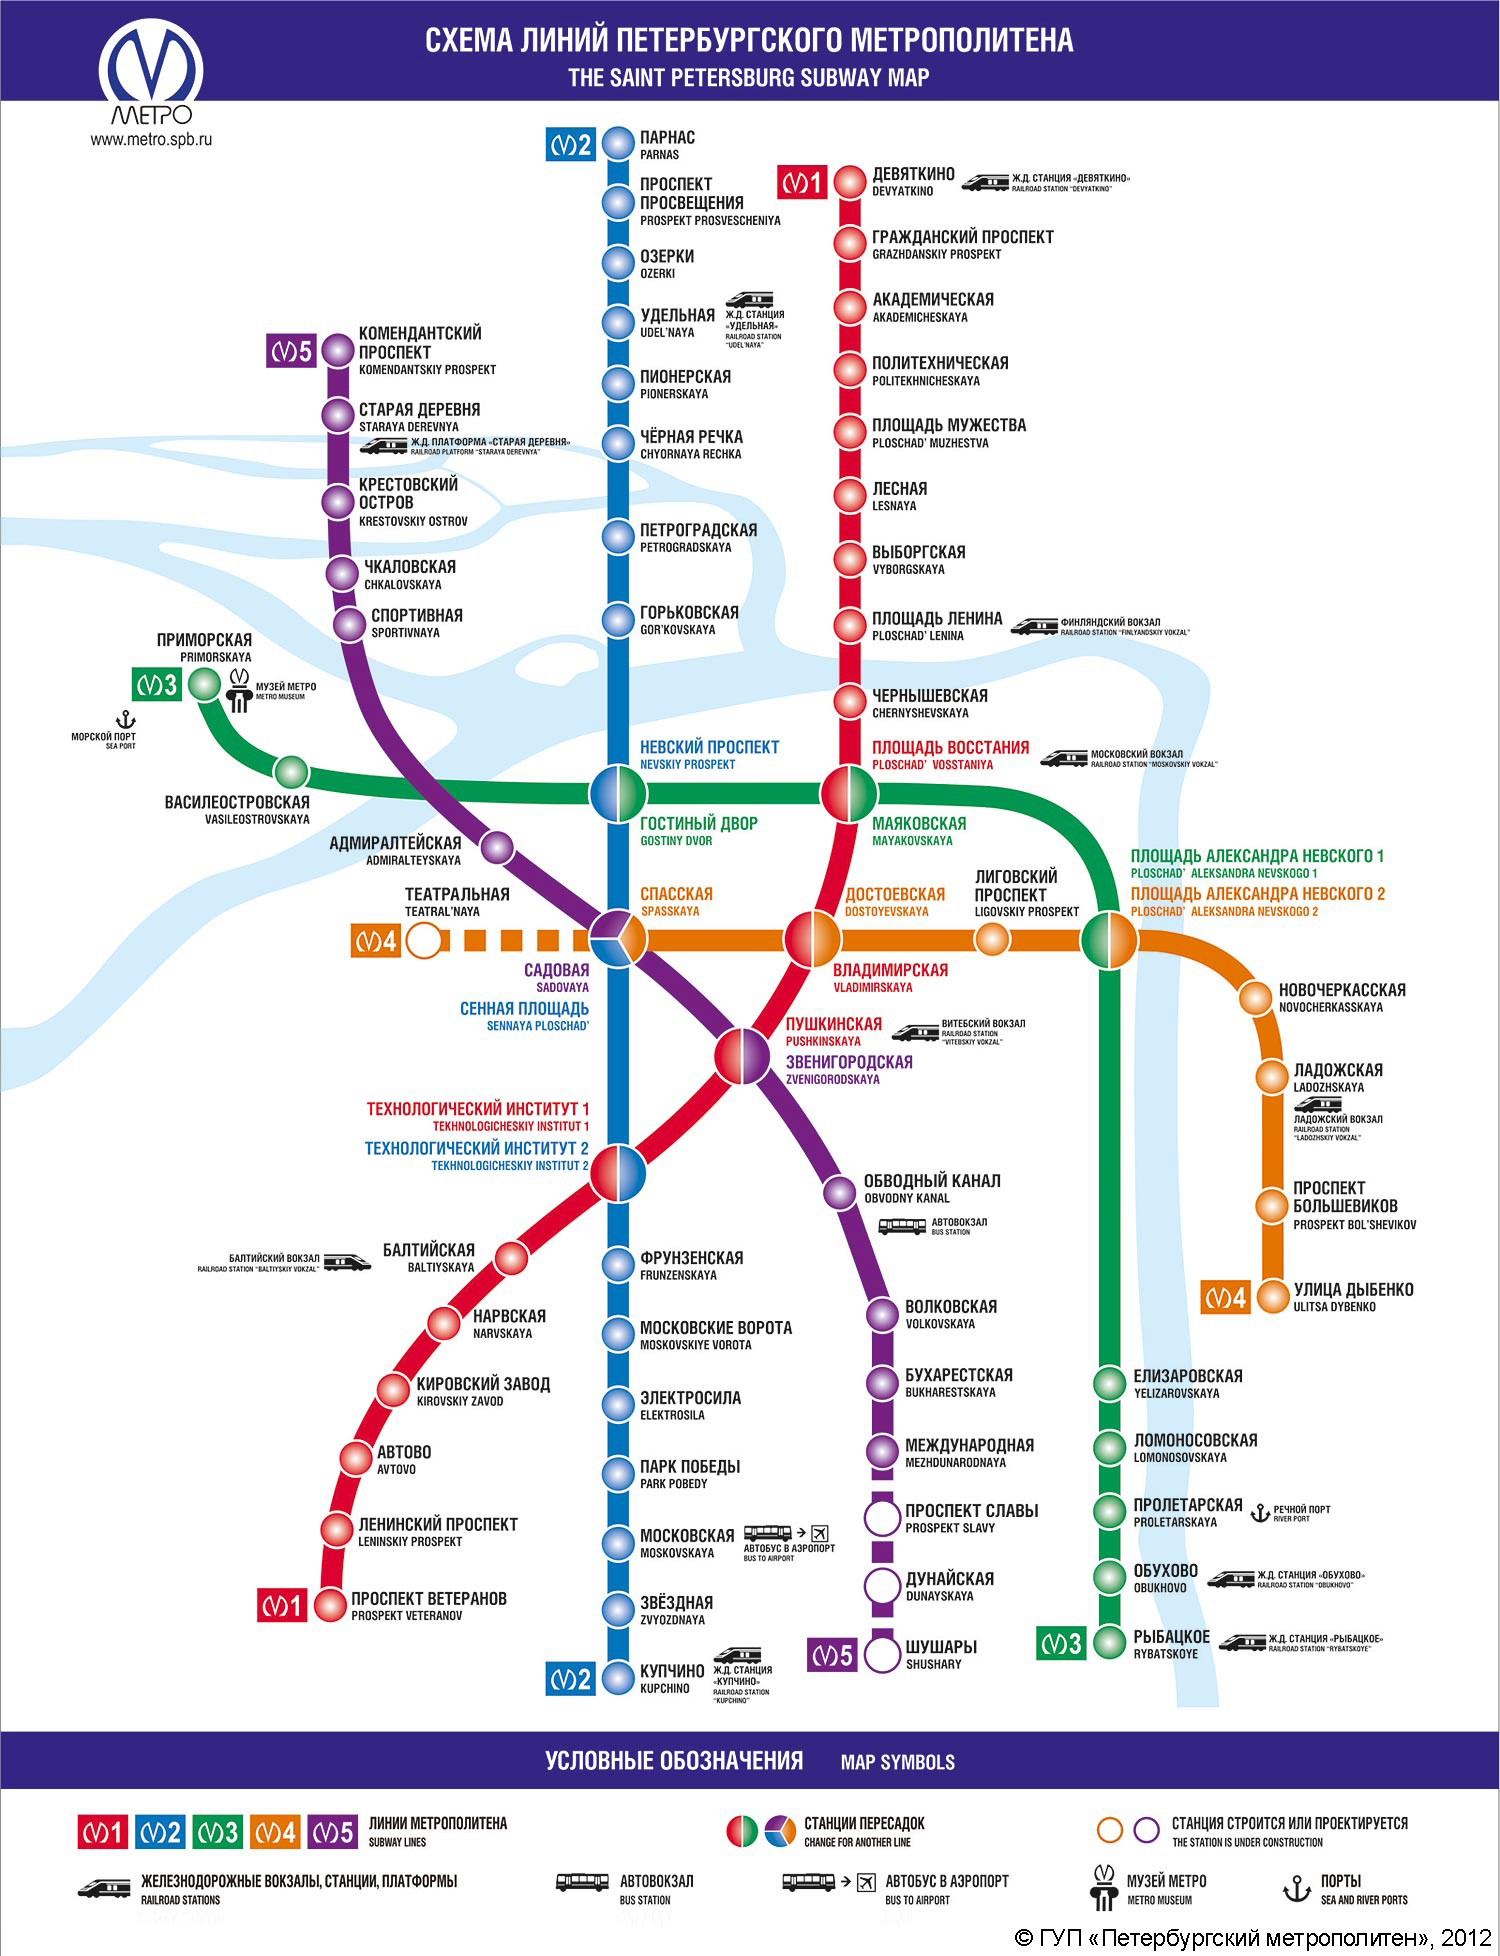 СХЕМА ЛИНИЙ ПЕТЕРБУРГСКОГО МЕТРОПОЛИТЕНА
THE SAINT PETERSBURG SUBWAY MAP
МЕТРО
www.metro.spb.ru
2
ПАРНАС
PARNAS
ПРОСПЕКТ
ПРОСВЕЩЕНИЯ
PROSPEKT PROSVESCHENIYA
ОЗЕРКИ
OZERKI
УДЕЛЬНАЯ
UDEL'NAYA
Ж.Д. СТАНЦИЯ
«УДЕЛЬНАЯ»
RAILROAD STATION
"UDEL'NAYA"
ПИОНЕРСКАЯ
PIONERSKAYA
ЧЁРНАЯ РЕЧКА
CHYORNAYA RECHKA
ПЕТРОГРАДСКАЯ
PETROGRADSKAYA
ГОРЬКОВСКАЯ
GOR'KOVSKAYA
1
ДЕВЯТКИНО
DEVYATKINO
Ж.Д. СТАНЦИЯ «ДЕВЯТКИНО»
RAILROAD STATION "DEVYATKINO"
ГРАЖДАНСКИЙ ПРОСПЕКТ
GRAZHDANSKIY PROSPEKT
АКАДЕМИЧЕСКАЯ
AKADEMICHESKAYA
ПОЛИТЕХНИЧЕСКАЯ
POLITEKHNICHESKAYA
ПЛОЩАДЬ МУЖЕСТВА
PLOSCHAD' MUZHESTVA
ЛЕСНАЯ
LESNAYA
ВЫБОРГСКАЯ
VYBORGSKAYA
ПЛОЩАДЬ ЛЕНИНА
PLOSCHAD' LENINA
ФИНЛЯНДСКИЙ ВОКЗАЛ
RAILROAD STATION "FINLYANDSKIY VOKZAL"
ЧЕРНЫШЕВСКАЯ
CHERNYSHEVSKAYA
5
КОМЕНДАНТСКИЙ
ПРОСПЕКТ
KOMENDANTSKIY PROSPEKT
СТАРАЯ ДЕРЕВНЯ
STARAYA DEREVNYA
Ж.Д. ПЛАТФОРМА «СТАРАЯ ДЕРЕВНЯ»
RAILROAD PLATFORM "STARAYA DEREVNYA"
КРЕСТОВСКИЙ
ОСТРОВ
KRESTOVSKIY OSTROV
ЧКАЛОВСКАЯ
CHKALOVSKAYA
СПОРТИВНАЯ
SPORTIVNAYA
ПРИМОРСКАЯ
PRIMORSKAYA
3
МУЗЕЙ МЕТРО
METRO MUSEUM
МОРСКОЙ ПОРТ
SEA PORT
ВАСИЛЕОСТРОВСКАЯ
VASILEOSTROVSKAYA
НЕВСКИЙ ПРОСПЕКТ
NEVSKIY PROSPEKT
ГОСТИНЫЙ ДВОР
GOSTINY DVOR
ПЛОЩАДЬ ВОССТАНИЯ
PLOSCHAD' VOSSTANIYA
МОСКОВСКИЙ ВОКЗАЛ
RAILROAD STATION "MOSKOVSKIY VOKZAL"
МАЯКОВСКАЯ
MAYAKOVSKAYA
АДМИРАЛТЕЙСКАЯ
ADMIRALTEYSKAYA
ТЕАТРАЛЬНАЯ
TEATRAL'NAYA
4
СПАССКАЯ
SPASSKAYA
САДОВАЯ
SADOVAYA
СЕННАЯ ПЛОЩАДЬ
SENNAYA PLOSCHAD'
ДОСТОЕВСКАЯ
DOSTOYEVSKAYA
ВЛАДИМИРСКАЯ
VLADIMIRSKAYA
ЛИГОВСКИЙ
ПРОСПЕКТ
LIGOVSKIY PROSPEKT
ПЛОЩАДЬ АЛЕКСАНДРА НЕВСКОГО 1
PLOSCHAD' ALEKSANDRA NEVSKOGO 1
ПЛОЩАДЬ АЛЕКСАНДРА НЕВСКОГО 2
PLOSCHAD' ALEKSANDRA NEVSKOGO 2
НОВОЧЕРКАССКАЯ
NOVOCHERKASSKAYA
ЛАДОЖСКАЯ
LADOZHSKAYA
ЛАДОЖСКИЙ ВОКЗАЛ
RAILROAD STATION
"LADOZHSKIY VOKZAL"
ПРОСПЕКТ
БОЛЬШЕВИКОВ
PROSPEKT BOL'SHEVIKOV
4
УЛИЦА ДЫБЕНКО
ULITSA DYBENKO
ПУШКИНСКАЯ
PUSHKINSKAYA
ВИТЕБСКИЙ ВОКЗАЛ
RAILROAD STATION
"VITEBSKIY VOKZAL"
ЗВЕНИГОРОДСКАЯ
ZVENIGORODSKAYA
ТЕХНОЛОГИЧЕСКИЙ ИНСТИТУТ 1
TEKHNOLOGICHESKIY INSTITUT 1
ТЕХНОЛОГИЧЕСКИЙ ИНСТИТУТ 2
TEKHNOLOGICHESKIY INSTITUT 2
ОБВОДНЫЙ КАНАЛ
OBVODNY KANAL
АВТОВОКЗАЛ
BUS STATION
БАЛТИЙСКИЙ ВОКЗАЛ
RAILROAD STATION "BALTIYSKIY VOKZAL"
БАЛТИЙСКАЯ
BALTIYSKAYA
НАРВСКАЯ
NARVSKAYA
КИРОВСКИЙ ЗАВОД
KIROVSKIY ZAVOD
АВТОВО
AVTOVO
ЛЕНИНСКИЙ ПРОСПЕКТ
LENINSKIY PROSPEKT
1
ПРОСПЕКТ ВЕТЕРАНОВ
PROSPEKT VETERANOV
ФРУНЗЕНСКАЯ
FRUNZENSKAYA
МОСКОВСКИЕ ВОРОТА
MOSKOVSKIYE VOROTA
ЭЛЕКТРОСИЛА
ELEKTROSILA
ПАРК ПОБЕДЫ
PARK POBEDY
МОСКОВСКАЯ
MOSKOVSKAYA
АВТОБУС В АЭРОПОРТ
BUS TO AIRPORT
ЗВЁЗДНАЯ
ZVYOZDNAYA
2
КУПЧИНО
KUPCHINO
Ж.Д. СТАНЦИЯ
«КУПЧИНО»
RAILROAD STATION
"KUPCHINO"
ВОЛКОВСКАЯ
VOLKOVSKAYA
БУХАРЕСТСКАЯ
BUKHARESTSKAYA
МЕЖДУНАРОДНАЯ
MEZHDUNARODNAYA
ПРОСПЕКТ СЛАВЫ
PROSPEKT SLAVY
ДУНАЙСКАЯ
DUNAYSKAYA
5
ШУШАРЫ
SHUSHARY
ЕЛИЗАРОВСКАЯ
YELIZAROVSKAYA
ЛОМОНОСОВСКАЯ
LOMONOSOVSKAYA
ПРОЛЕТАРСКАЯ
PROLETARSKAYA
РЕЧНОЙ ПОРТ
RIVER PORT
ОБУХОВО
OBUKHOVO
Ж.Д. СТАНЦИЯ «ОБУХОВО»
RAILROAD STATION "OBUKHOVO"
3
РЫБАЦКОЕ
RYBATSKOYE
Ж.Д. СТАНЦИЯ «РЫБАЦКОЕ»
RAILROAD STATION "RYBATSKOYE"
УСЛОВНЫЕ ОБОЗНАЧЕНИЯ MAP SYMBOLS
1 2 3 4 5
ЛИНИИ МЕТРОПОЛИТЕНА
SUBWAY LINES
СТАНЦИИ ПЕРЕСАДОК
CHANGE FOR ANOTHER LINE
СТАНЦИЯ СТРОИТСЯ ИЛИ ПРОЕКТИРУЕТСЯ
THE STATION IS UNDER CONSTRUCTION
ЖЕЛЕЗНОДОРОЖНЫЕ ВОКЗАЛЫ, СТАНЦИИ, ПЛАТФОРМЫ
RAILROAD STATIONS
АВТОВОКЗАЛ
BUS STATION
АВТОБУС В АЭРОПОРТ
BUS TO AIRPORT
МУЗЕЙ МЕТРО
METRO MUSEUM
ПОРТЫ
SEA AND RIVER PORTS
© ГУП «Петербургский метрополитен», 2012